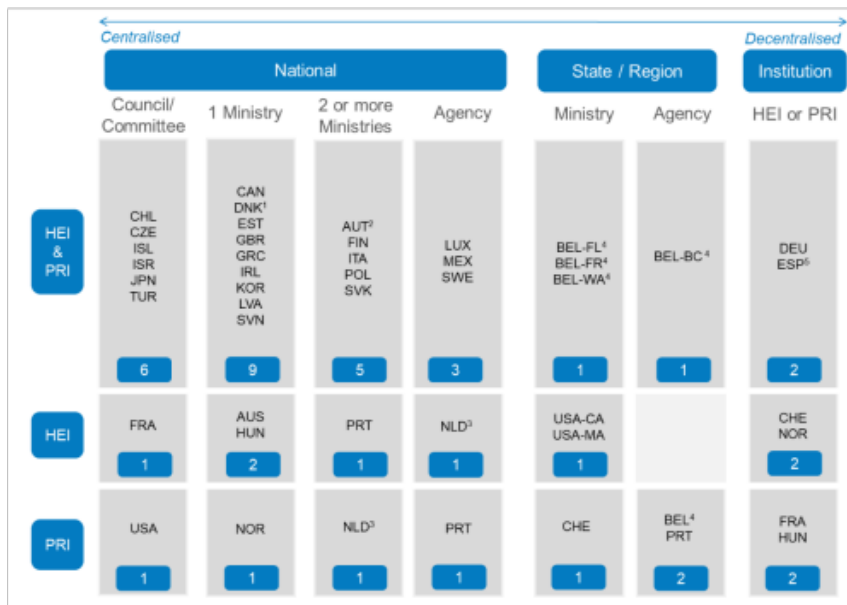 Centralised
Decentralised
National
State / Region
Institution
Council/
Committee
1 Ministry
2 or more
Ministries
Agency
Ministry
Agency
HEI or PRI
HEI
&
PRI
CHL
CZE
ISL
ISR
JPN
TUR
6
CAN
DNK¹
EST
GBR
GRC
IRL
KOR
LVA
SVN
9
AUT²
FIN
ITA
POL
SVK
5
LUX
MEX
SWE
3
BEL-FL⁴
BEL-FR⁴
BEL-WA⁴
1
BEL-BC ⁴
1
DEU
ESP⁵
2
HEI
FRA
1
AUS
HUN
2
PRT
1
NLD³
1
USA-CA
USA-MA
1
CHE
NOR
2
PRI
USA
1
NOR
1
NLD³
1
PRT
1
CHE
1
BEL⁴
PRT
2
FRA
HUN
2